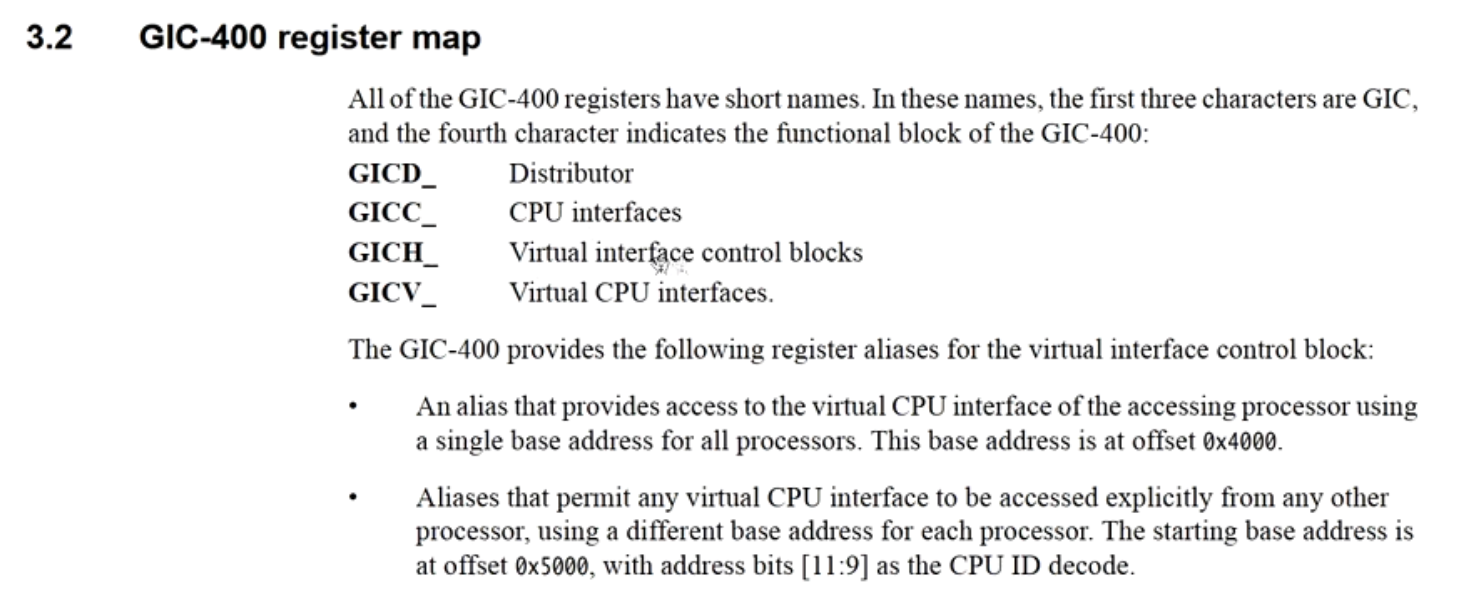 3.2 GIC-400 register map
All of the GIC-400 registers have short names. In these names, the first three characters are GIC,
and the fourth character indicates the functional block of the GIC-400:
GICD_ Distributor
GICC_ CPU interfaces
GICH_ Virtual interface control blocks
GICV_ Virtual CPU interfaces.
The GIC-400 provides the following register aliases for the virtual interface control block:
• An alias that provides access to the virtual CPU interface of the accessing processor using
a single base address for all processors. This base address is at offset 0x4000.
• Aliases that permit any virtual CPU interface to be accessed explicitly from any other
processor, using a different base address for each processor. The starting base address is
at offset 0x5000, with address bits [11:9] as the CPU ID decode.